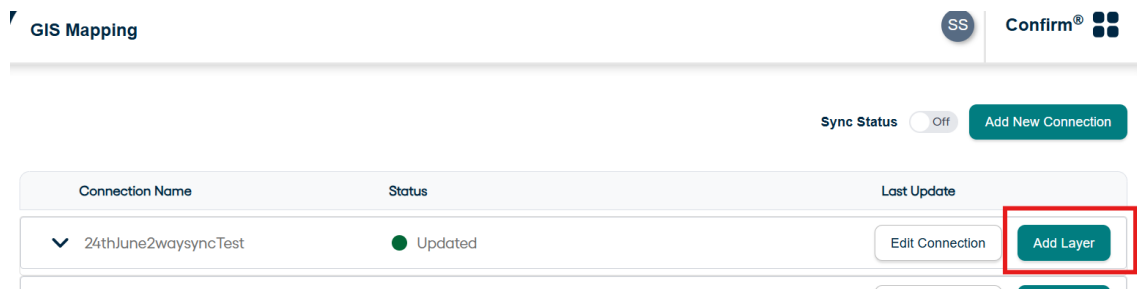 GIS Mapping
SS
Confirm®
Sync Status Off Add New Connection
Connection Name Status Last Update
24thJune2waysyncTest Updated Edit Connection Add Layer